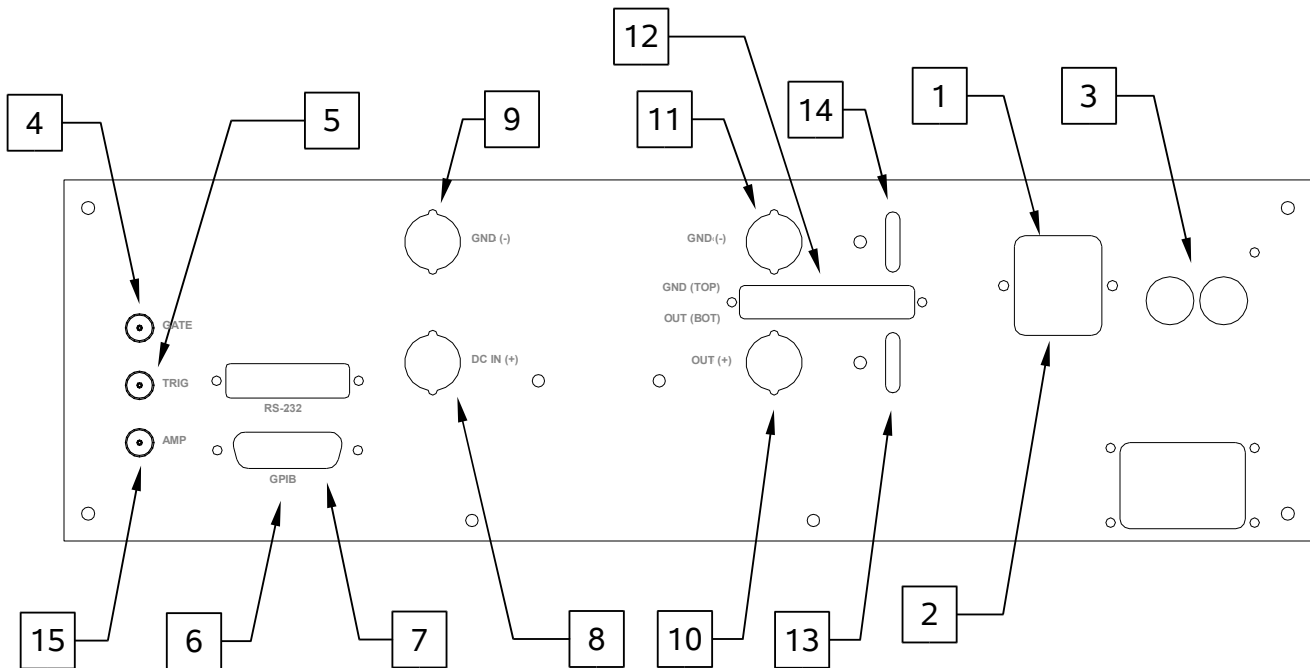 12
1
3
14
4
5
9
11
GND (-)
GND (-)
GND (TOP)
OUT (BOT)
GATE
DC IN (+)
OUT (+)
TRIG
RS-232
AMP
GPIB
2
15
6
7
8
10
13